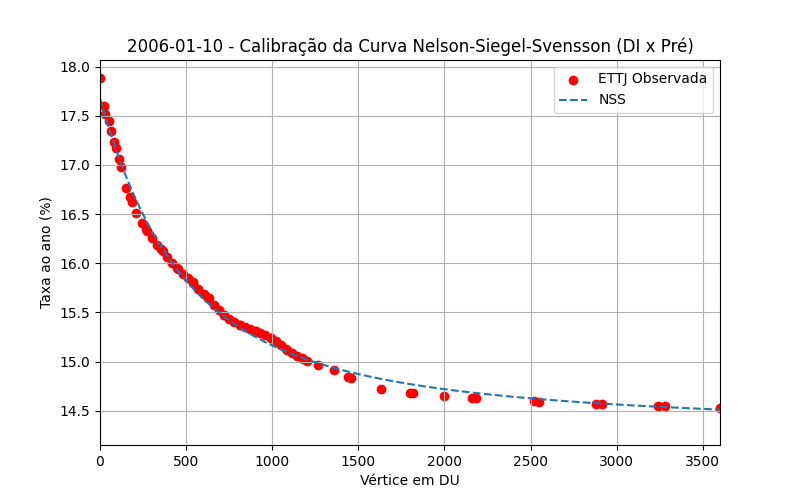 2006-01-10 - Calibração da Curva Nelson-Siegel-Svensson (DI x Pré)
18.0
17.5
17.0
16.5
16.0
15.5
15.0
14.5
Taxa ao ano (%)
ETTJ Observada
NSS
0 500 1000 1500 2000 2500 3000 3500
Vértice em DU